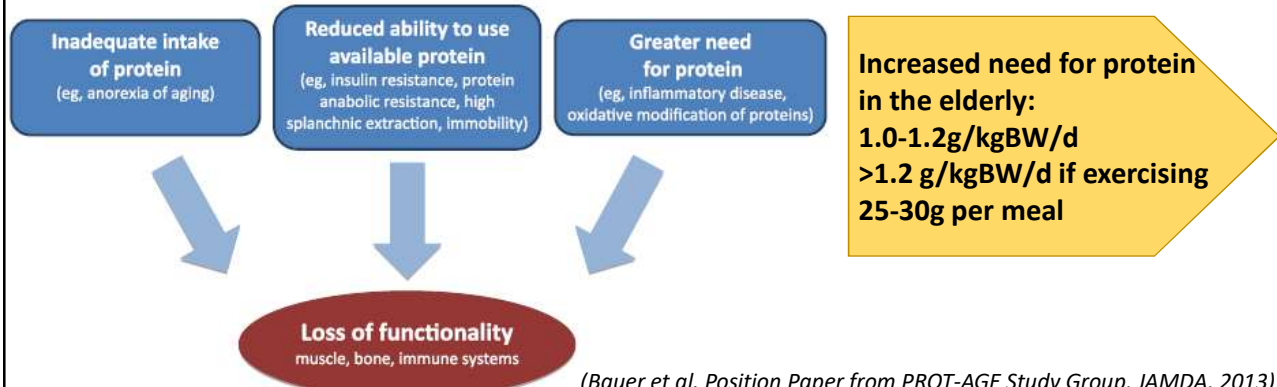 Inadequate intake
of protein
(eg, anorexia of aging)
Reduced ability to use
available protein
(eg, insulin resistance, protein
anabolic resistance, high
splanchnic extraction, immobility)
Greater need
for protein
(eg, inflammatory disease,
oxidative modification of proteins)
Increased need for protein
in the elderly:
1.0-1.2g/kgBW/d
>1.2 g/kgBW/d if exercising
25-30g per meal
Loss of functionality
muscle, bone, immune systems
(Bauer et al. Position Paper from PROT-AGE Study Group, JAMDA, 2013)